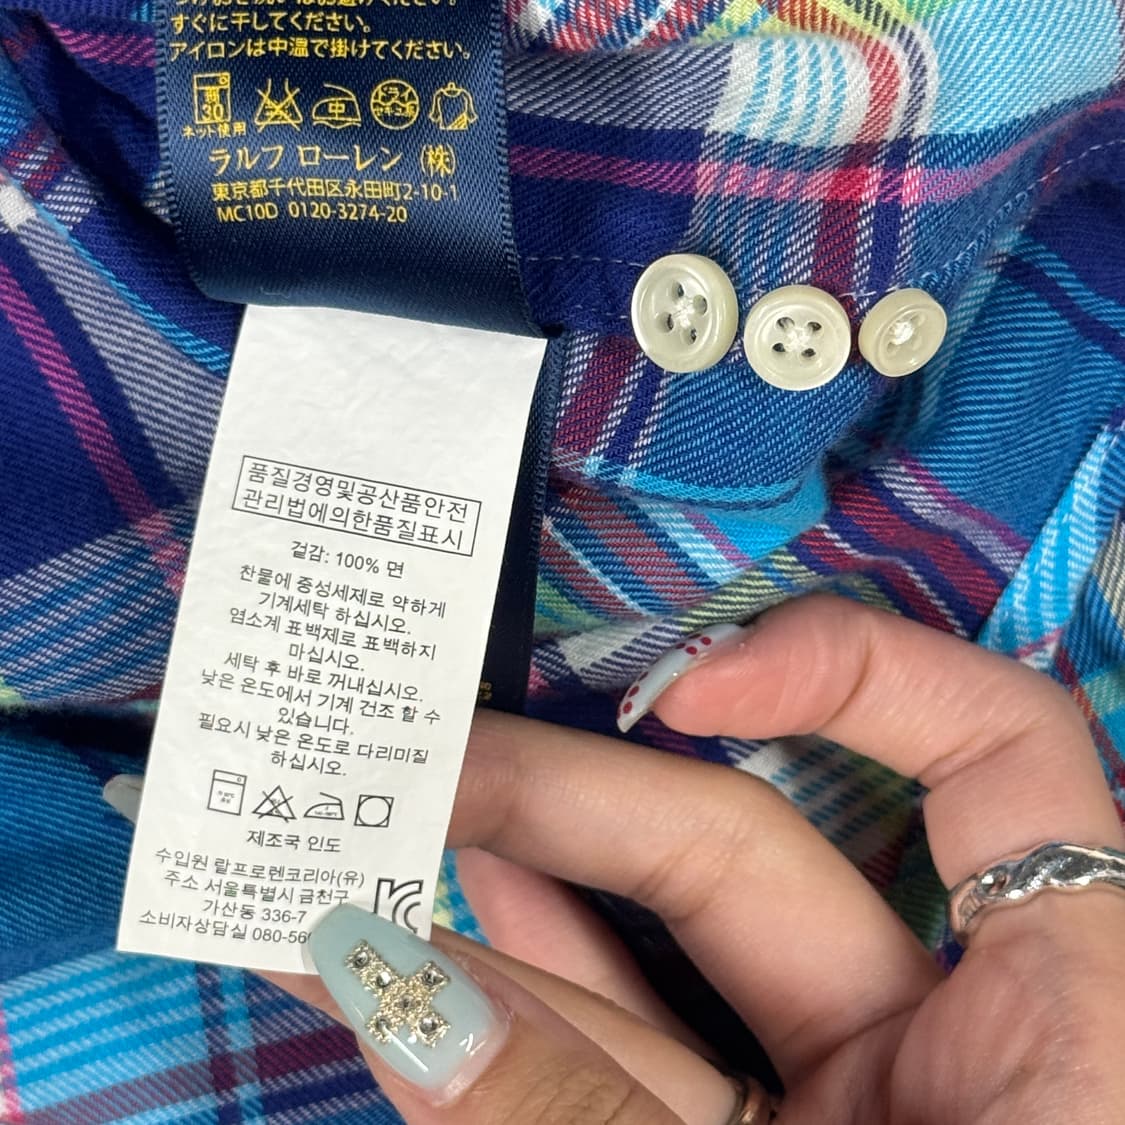 すぐに干してください。
アイロンは中温で掛けてください。
30
中
ドライ
セキユ系
ネット使用
ラルフ ローレン (株)
東京都千代田区永田町2-10-1
MC10D 0120-3274-20
품질경영및공산품안전
관리법에의한품질표시
겉감: 100% 면
찬물에 중성세제로 약하게
기계세탁 하십시오.
염소계 표백제로 표백하지
마십시오.
세탁 후 바로 꺼내십시오.
낮은 온도에서 기계 건조 할 수
있습니다.
필요시 낮은 온도로 다리미질
하십시오.
제조국 인도
수입원 랄프로렌코리아(유)
주소 서울특별시 금천구
가산동 336-7
소비자상담실 080-560